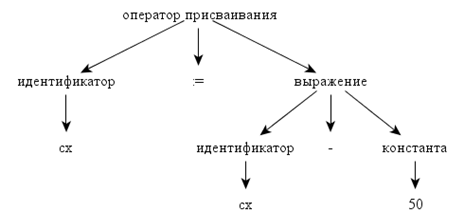 оператор присваивания
идентификатор := выражение
cx идентификатор - константа
cx 50